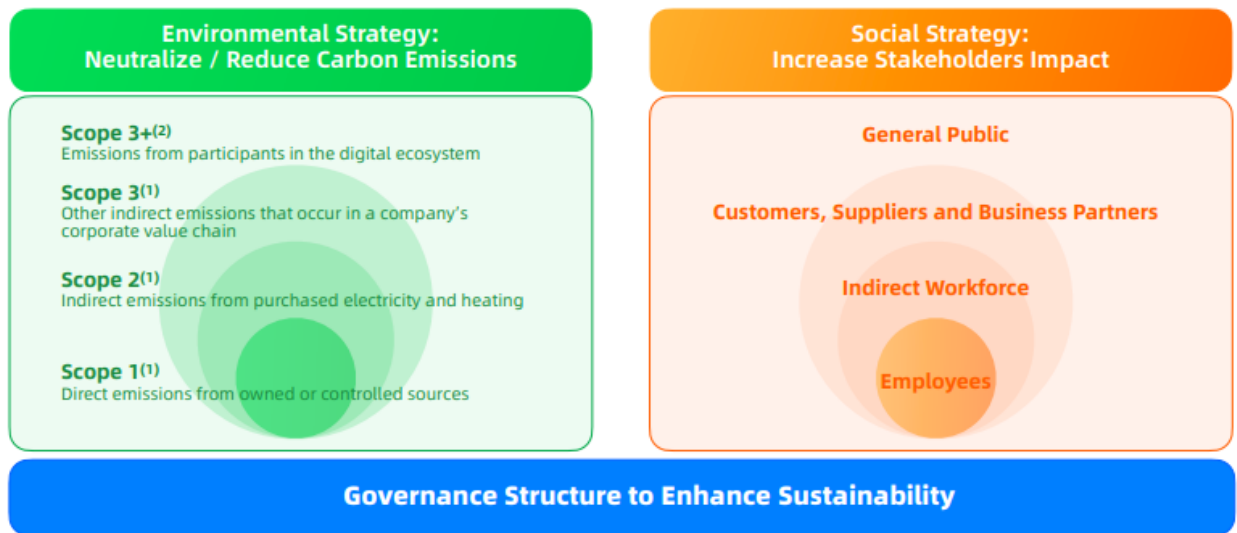 Environmental Strategy:
Neutralize / Reduce Carbon Emissions
Scope 3+(2)
Emissions from participants in the digital ecosystem
Scope 3(1)
Other indirect emissions that occur in a company's
corporate value chain
Scope 2(1)
Indirect emissions from purchased electricity and heating
Scope 1(1)
Direct emissions from owned or controlled sources
Social Strategy:
Increase Stakeholders Impact
General Public
Customers, Suppliers and Business Partners
Indirect Workforce
Employees
Governance Structure to Enhance Sustainability